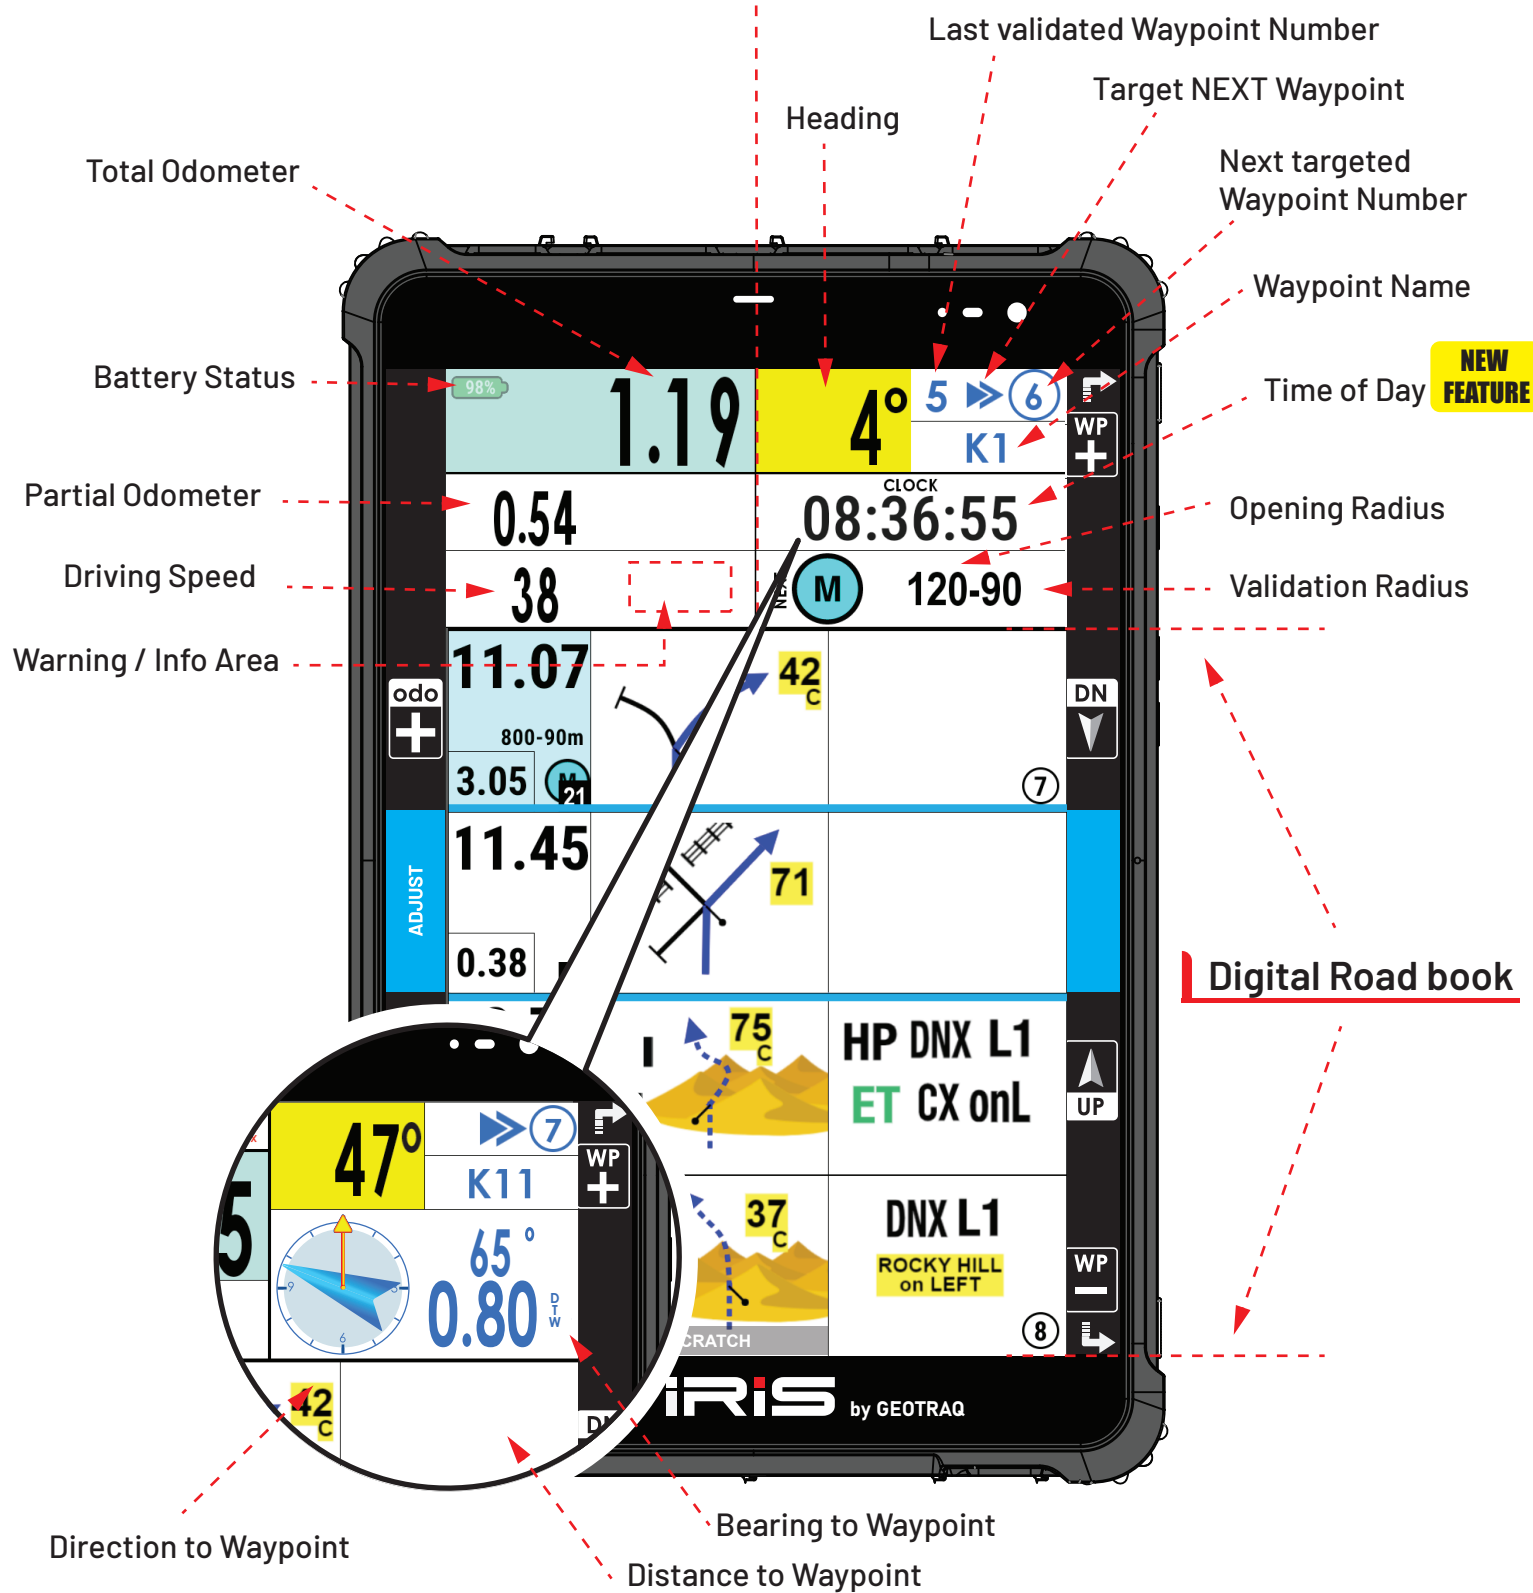 Last validated Waypoint Number
Target NEXT Waypoint
Heading
Next targeted
Waypoint Number
Total Odometer
Waypoint Name
Battery Status
Time of Day
NEW
FEATURE
98%
1.19
4°
5
6
K1
WP
Partial Odometer
0.54
CLOCK
08:36:55
Opening Radius
Driving Speed
38
NEXT
M
120-90
Validation Radius
Warning / Info Area
odo
11.07
800-90m
3.05
M
21
42
C
7
DN
ADJUST
11.45
0.38
71
Digital Road book
75
C
HP DNX L1
ET CX onL
UP
37
C
DNX L1
ROCKY HILL
on LEFT
CRATCH
8
WP
47°
7
K11
WP
5
65°
0.80
DTW
9
6
42
C
iRiS by GEOTRAQ
Direction to Waypoint
Bearing to Waypoint
Distance to Waypoint